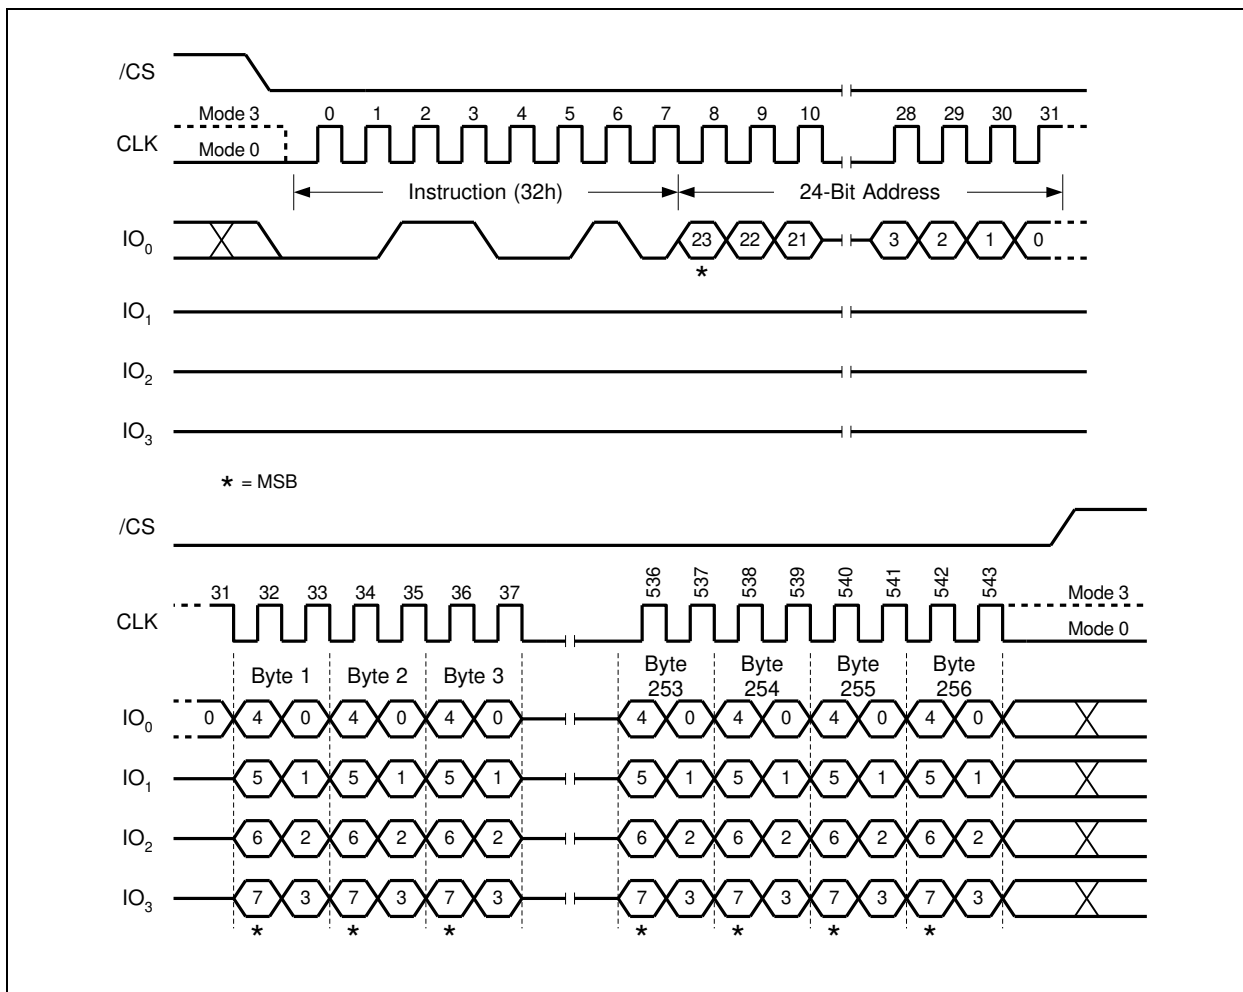 /CS
Mode 3 0 1 2 3 4 5 6 7 8 9 10 28 29 30 31
CLK
Mode 0
Instruction (32h) 24-Bit Address
IO0 23 22 21 3 2 1 0
*
IO1
IO2
IO3
* = MSB
/CS
31 32 33 34 35 36 37 536 537 538 539 540 541 542 543 Mode 3
CLK
Mode 0
Byte 1 Byte 2 Byte 3 Byte 253 Byte 254 Byte 255 Byte 256
IO0 0 4 0 4 0 4 0 4 0 4 0 4 0 4 0
IO1 5 1 5 1 5 1 5 1 5 1 5 1 5 1
IO2 6 2 6 2 6 2 6 2 6 2 6 2 6 2
IO3 7 3 7 3 7 3 7 3 7 3 7 3 7 3
* * * * * * *